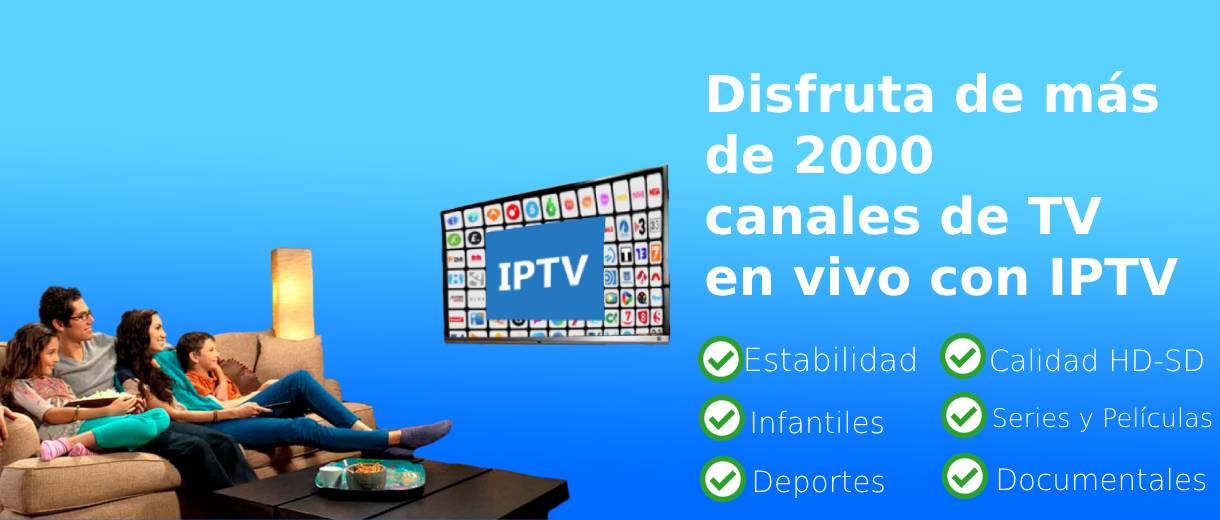 Disfruta de más
de 2000
canales de TV
en vivo con IPTV
IPTV
Estabilidad
Calidad HD-SD
Infantiles
Series y Películas
Deportes
Documentales